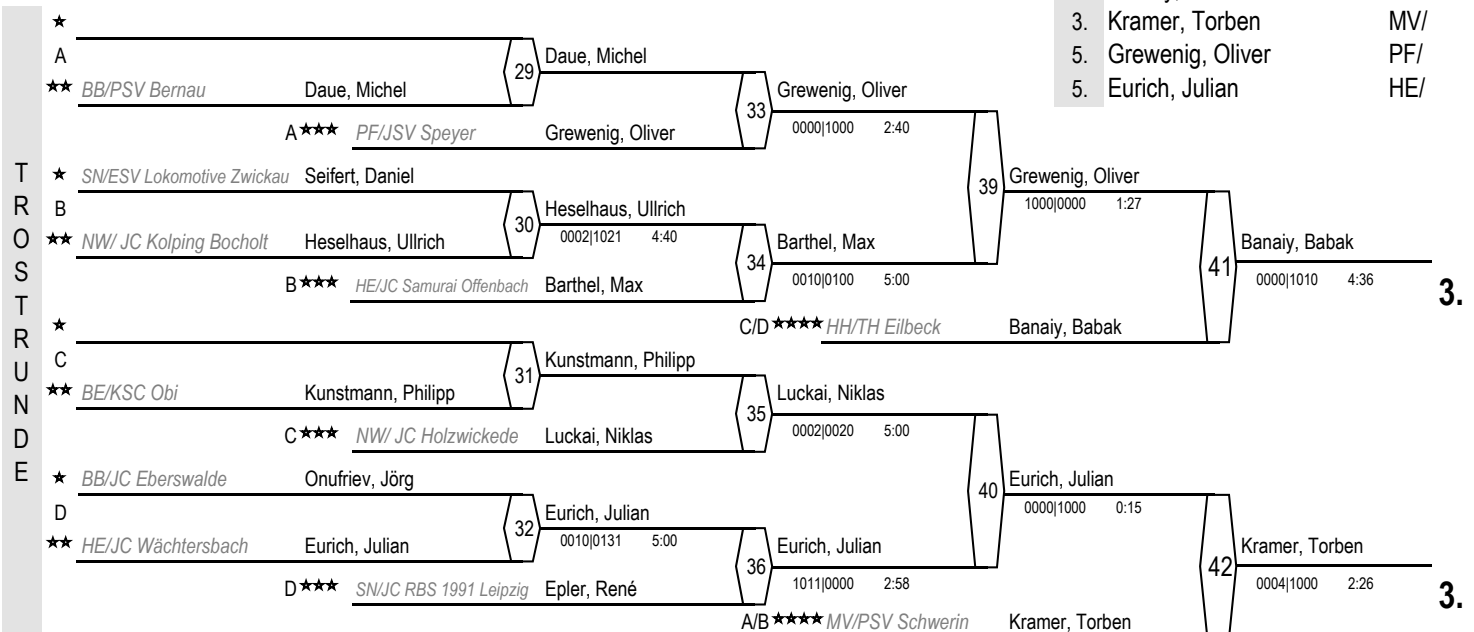 3. Kramer, Torben MV/
5. Grewenig, Oliver PF/
5. Eurich, Julian HE/
TROSTRUNDE
A
BB/PSV Bernau Daue, Michel
29 Daue, Michel
A PF/JSV Speyer Grewenig, Oliver
33 Grewenig, Oliver
0000|1000 2:40
SN/ESV Lokomotive Zwickau Seifert, Daniel
B
NW/ JC Kolping Bocholt Heselhaus, Ullrich
30 Heselhaus, Ullrich
0002|1021 4:40
B HE/JC Samurai Offenbach Barthel, Max
34 Barthel, Max
0010|0100 5:00
39 Grewenig, Oliver
1000|0000 1:27
C/D HH/TH Eilbeck Banaiy, Babak
41 Banaiy, Babak
0000|1010 4:36
3.
C
BE/KSC Obi Kunstmann, Philipp
31 Kunstmann, Philipp
C NW/ JC Holzwickede Luckai, Niklas
35 Luckai, Niklas
0002|0020 5:00
BB/JC Eberswalde Onufriev, Jörg
D
HE/JC Wächtersbach Eurich, Julian
32 Eurich, Julian
0010|0131 5:00
D SN/JC RBS 1991 Leipzig Epler, René
36 Eurich, Julian
1011|0000 2:58
40 Eurich, Julian
0000|1000 0:15
A/B MV/PSV Schwerin Kramer, Torben
42 Kramer, Torben
0004|1000 2:26
3.